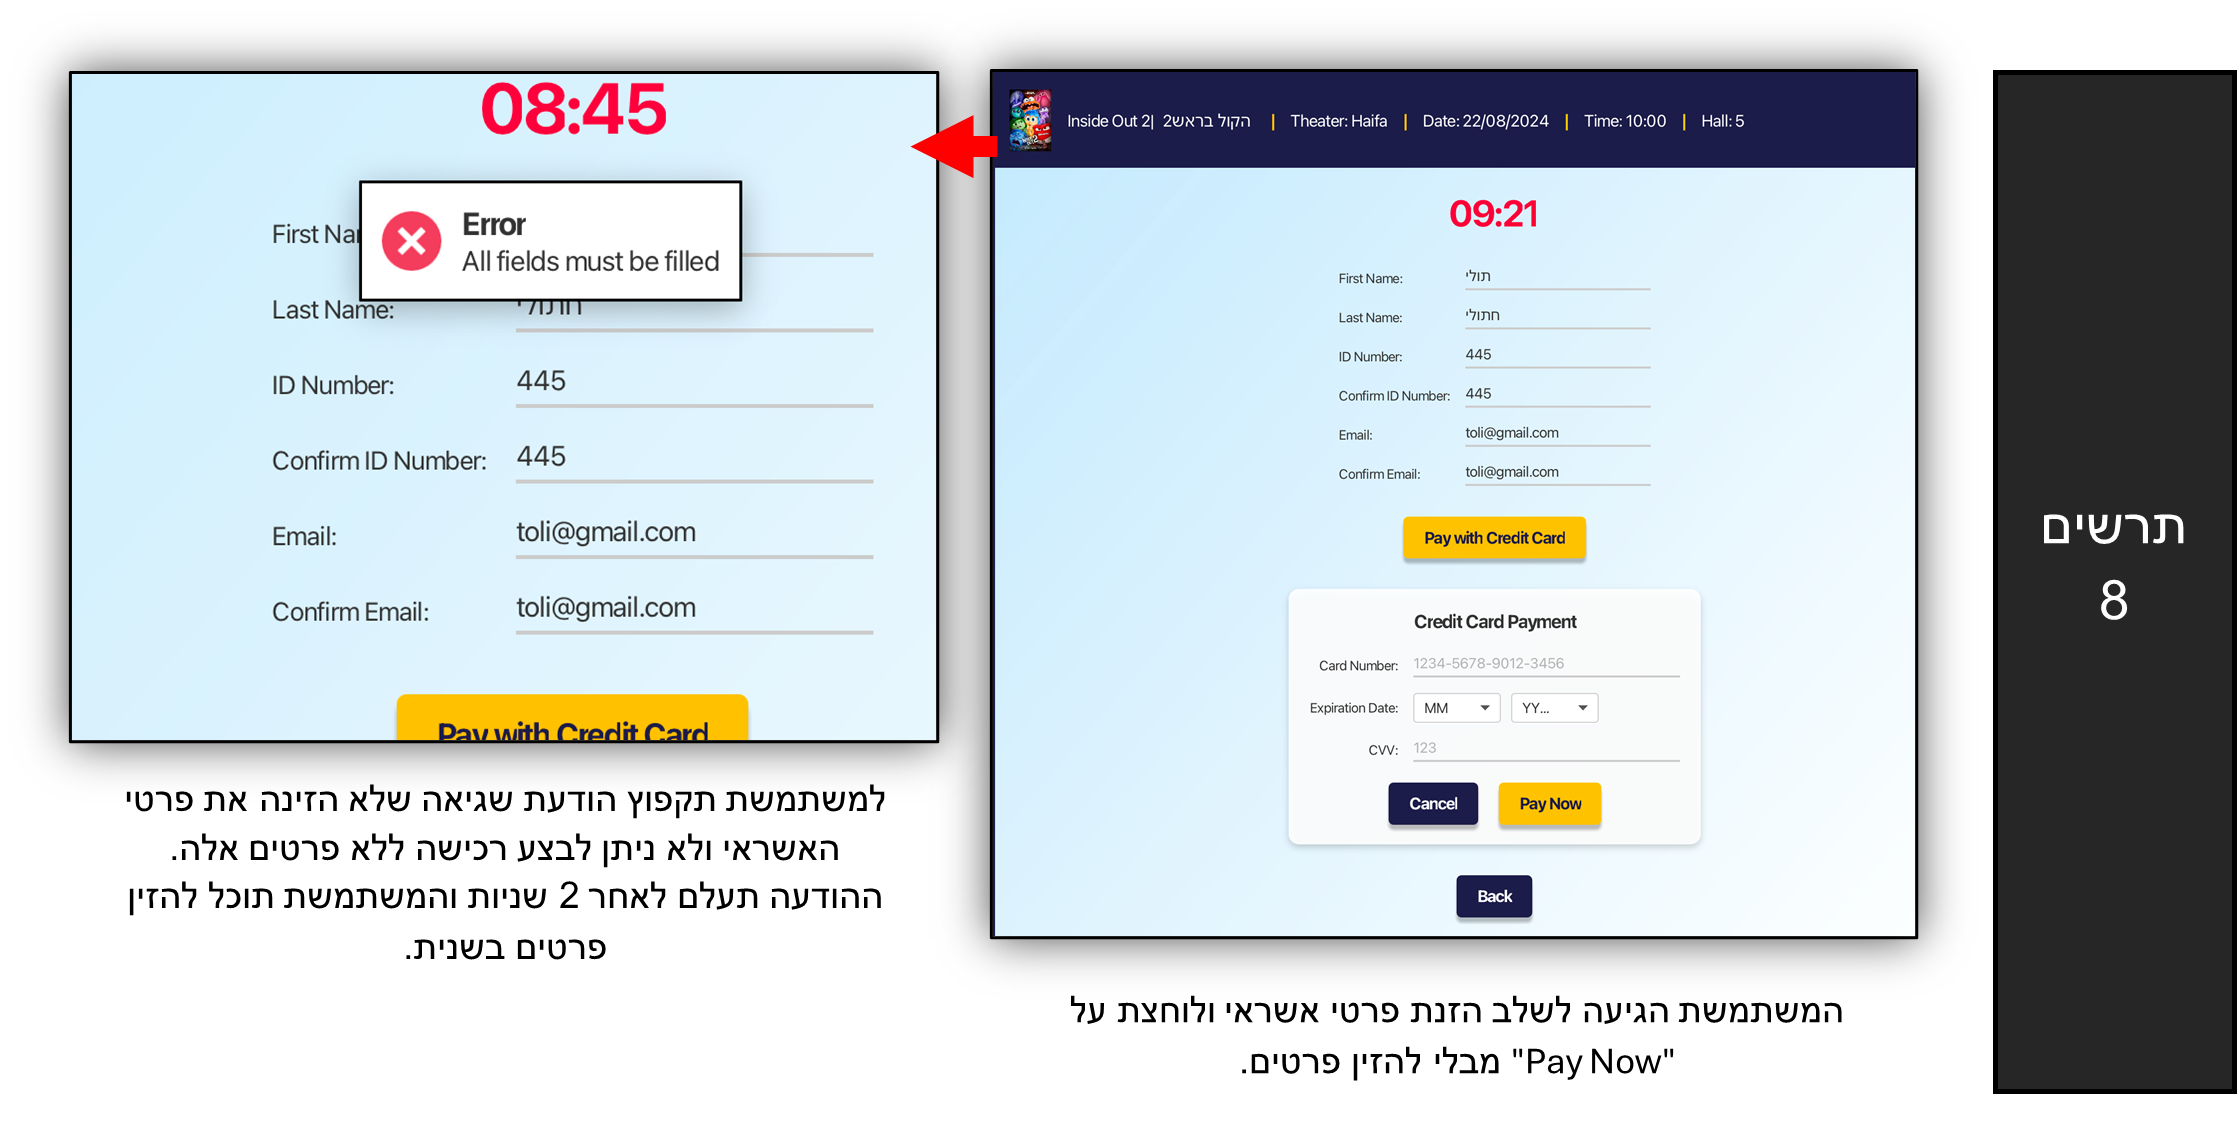 תרשים
8
Inside Out 2| הקול בראש2 | Theater: Haifa | Date: 22/08/2024 | Time: 10:00 | Hall: 5
09:21
First Name: תולי
Last Name: חתולי
ID Number: 445
Confirm ID Number: 445
Email: toli@gmail.com
Confirm Email: toli@gmail.com
Pay with Credit Card
Credit Card Payment
Card Number: 1234-5678-9012-3456
Expiration Date: MM YY...
CVV: 123
Cancel Pay Now
Back
המשתמשת הגיעה לשלב הזנת פרטי אשראי ולוחצת על
"Pay Now" מבלי להזין פרטים.
08:45
Error
All fields must be filled
First Nam
Last Name: חתולי
ID Number: 445
Confirm ID Number: 445
Email: toli@gmail.com
Confirm Email: toli@gmail.com
Pay with Credit Card
למשתמשת תקפוץ הודעת שגיאה שלא הזינה את פרטי
האשראי ולא ניתן לבצע רכישה ללא פרטים אלה.
ההודעה תעלם לאחר 2 שניות והמשתמשת תוכל להזין
פרטים בשנית.